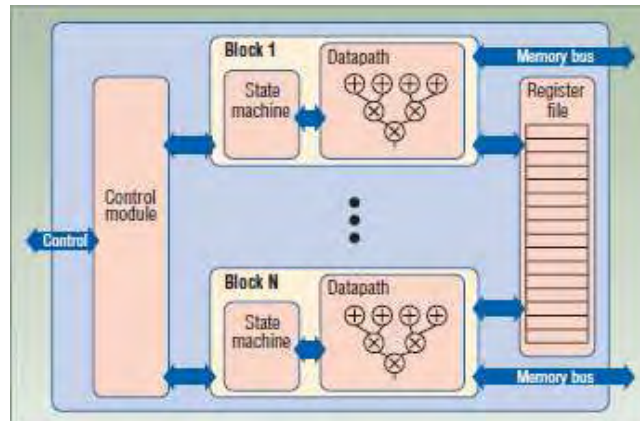 Block 1
Datapath
Memory bus
State
machine
Register
file
Control
module
Control
Block N
Datapath
State
machine
Memory bus